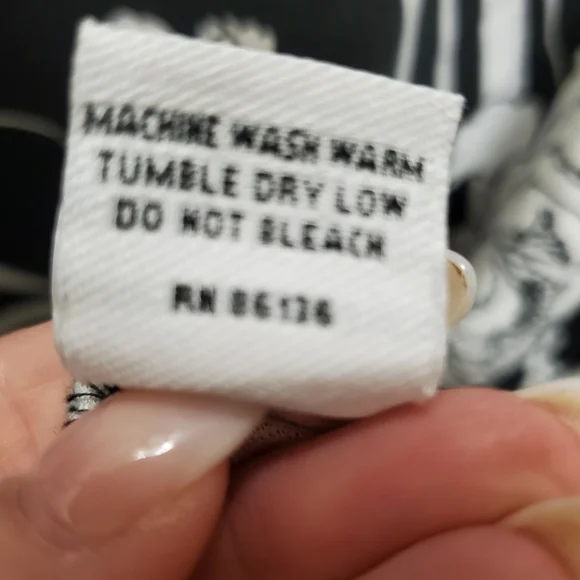 MACHINE WASH WARM
TUMBLE DRY LOW
DO NOT BLEACH
RN 86136